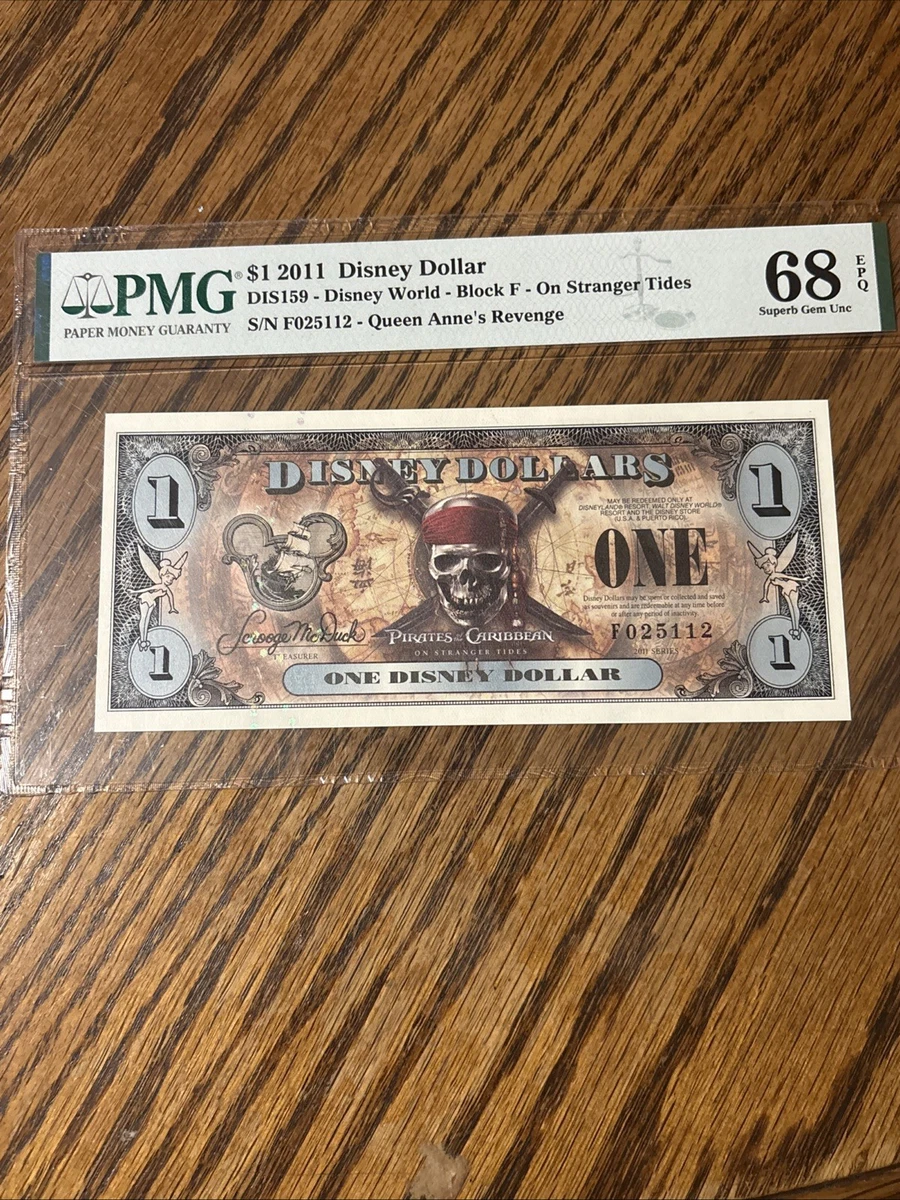 PMG®
PAPER MONEY GUARANTY
$1 2011 Disney Dollar
DIS159 - Disney World - Block F - On Stranger Tides
S/N F025112 - Queen Anne's Revenge
68
EPQ
Superb Gem Unc
1
DISNEY DOLLARS
1
MAY BE REDEEMED ONLY AT
DISNEYLAND® RESORT, WALT DISNEY WORLD®
RESORT AND THE DISNEY STORE
(U.S.A. & PUERTO RICO).
ONE
Disney Dollars may be spent or collected and saved
as souvenirs and are redeemable at any time before
or after any period of inactivity.
F025112
2011 SERIES
Scrooge McDuck
T EASURER
PIRATES of the CARIBBEAN
ON STRANGER TIDES
1
ONE DISNEY DOLLAR
1